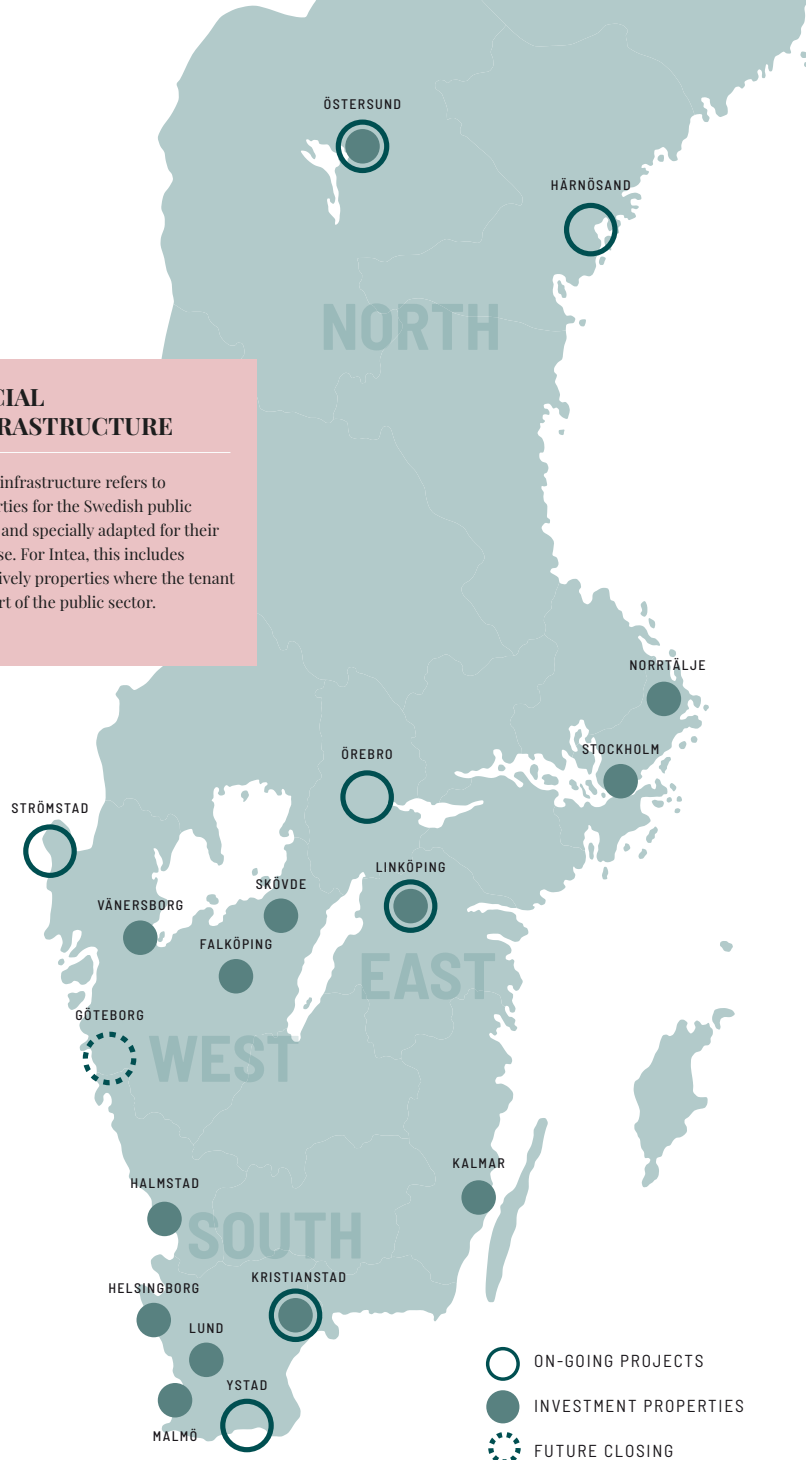 ÖSTERSUND
HÄRNÖSAND
NORTH
CIAL
RASTRUCTURE
infrastructure refers to
rties for the Swedish public
and specially adapted for their
se. For Intea, this includes
ively properties where the tenant
rt of the public sector.
NORRTÄLJE
STOCKHOLM
ÖREBRO
STRÖMSTAD
LINKÖPING
SKÖVDE
VÄNERSBORG
FALKÖPING
EAST
GÖTEBORG
WEST
KALMAR
HALMSTAD
SOUTH
KRISTIANSTAD
HELSINGBORG
LUND
YSTAD
MALMÖ
ON-GOING PROJECTS
INVESTMENT PROPERTIES
FUTURE CLOSING